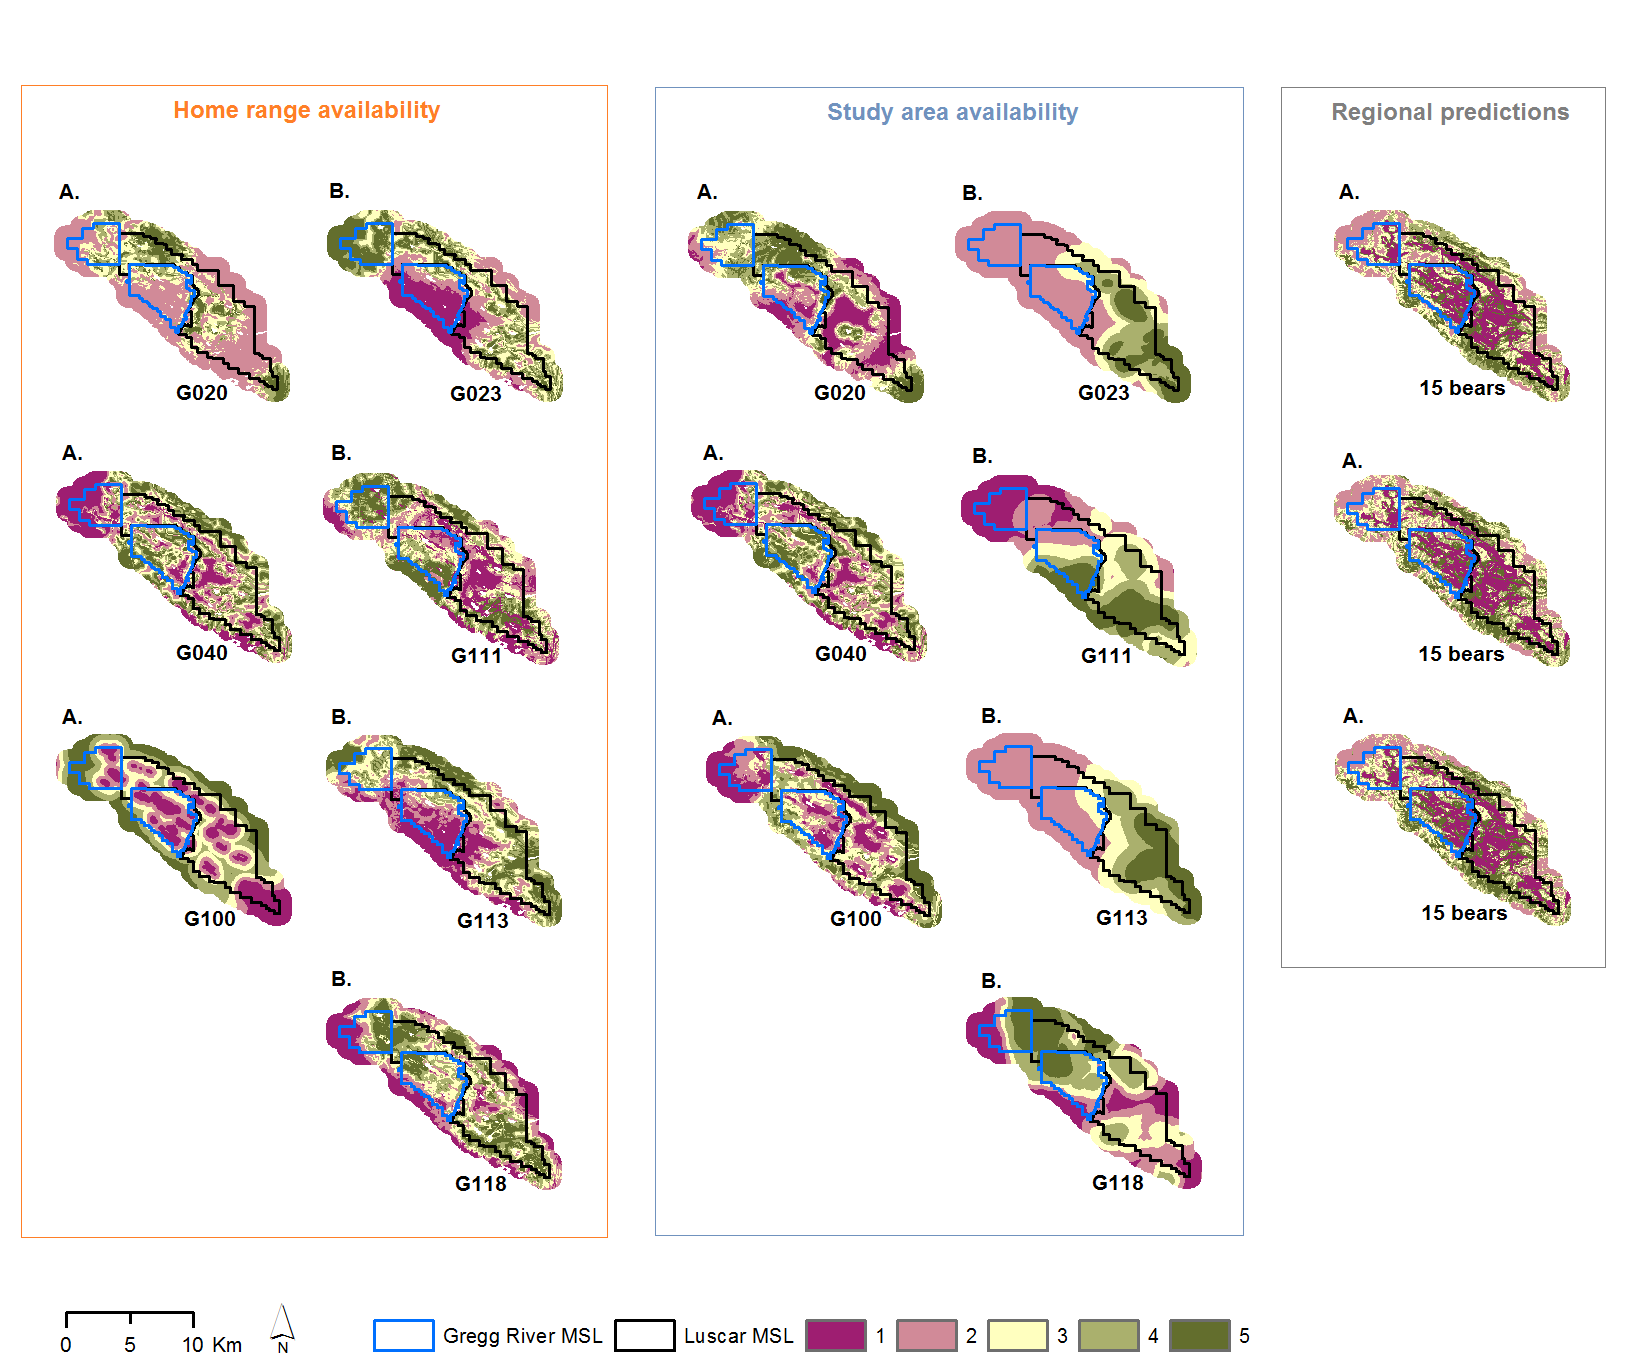 Home range availability
Study area availability
Regional predictions
A.
B.
A.
B.
A.
G020
G023
G020
G023
15 bears
A.
B.
A.
B.
A.
G040
G111
G040
G111
15 bears
A.
B.
A.
B.
A.
G100
G113
G100
G113
15 bears
B.
B.
G118
G118
0 5 10 Km
N
Gregg River MSL
Luscar MSL
1
2
3
4
5